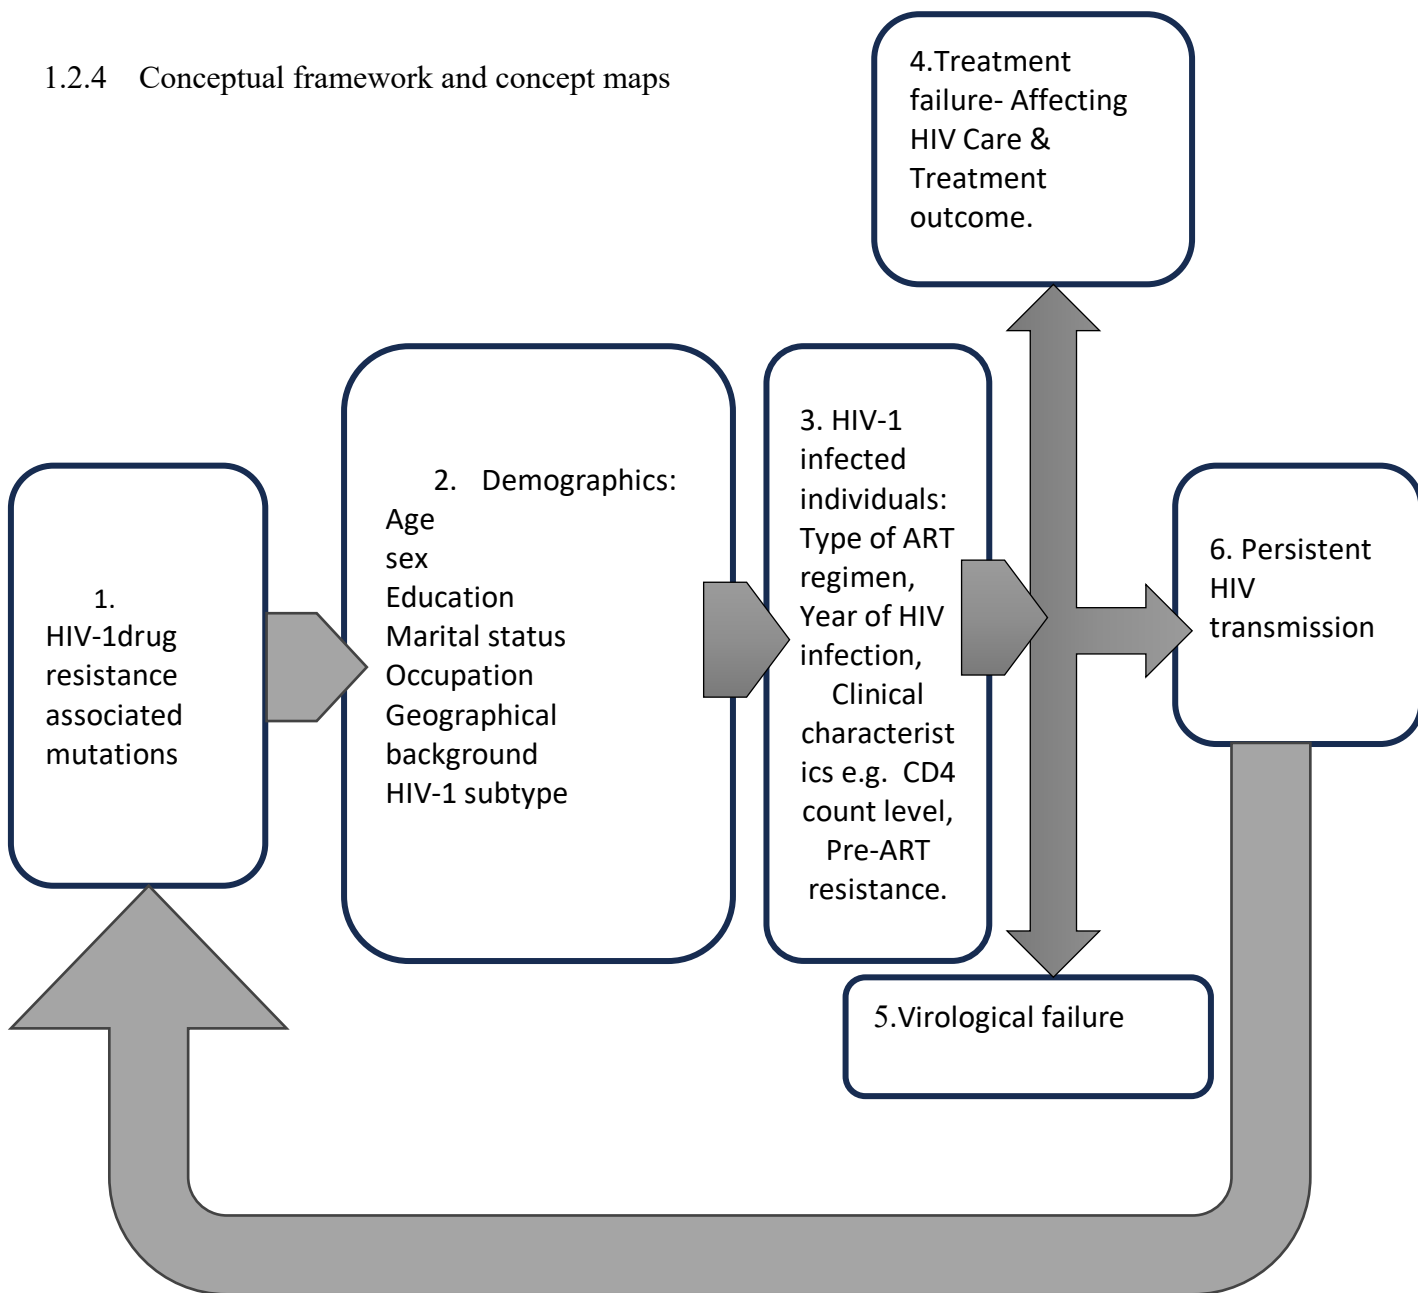 1.2.4 Conceptual framework and concept maps
1.
HIV-1drug
resistance
associated
mutations
2. Demographics:
Age
sex
Education
Marital status
Occupation
Geographical
background
HIV-1 subtype
3. HIV-1
infected
individuals:
Type of ART
regimen,
Year of HIV
infection,
Clinical
characterist
ics e.g. CD4
count level,
Pre-ART
resistance.
4.Treatment
failure- Affecting
HIV Care &
Treatment
outcome.
5.Virological failure
6. Persistent
HIV
transmission